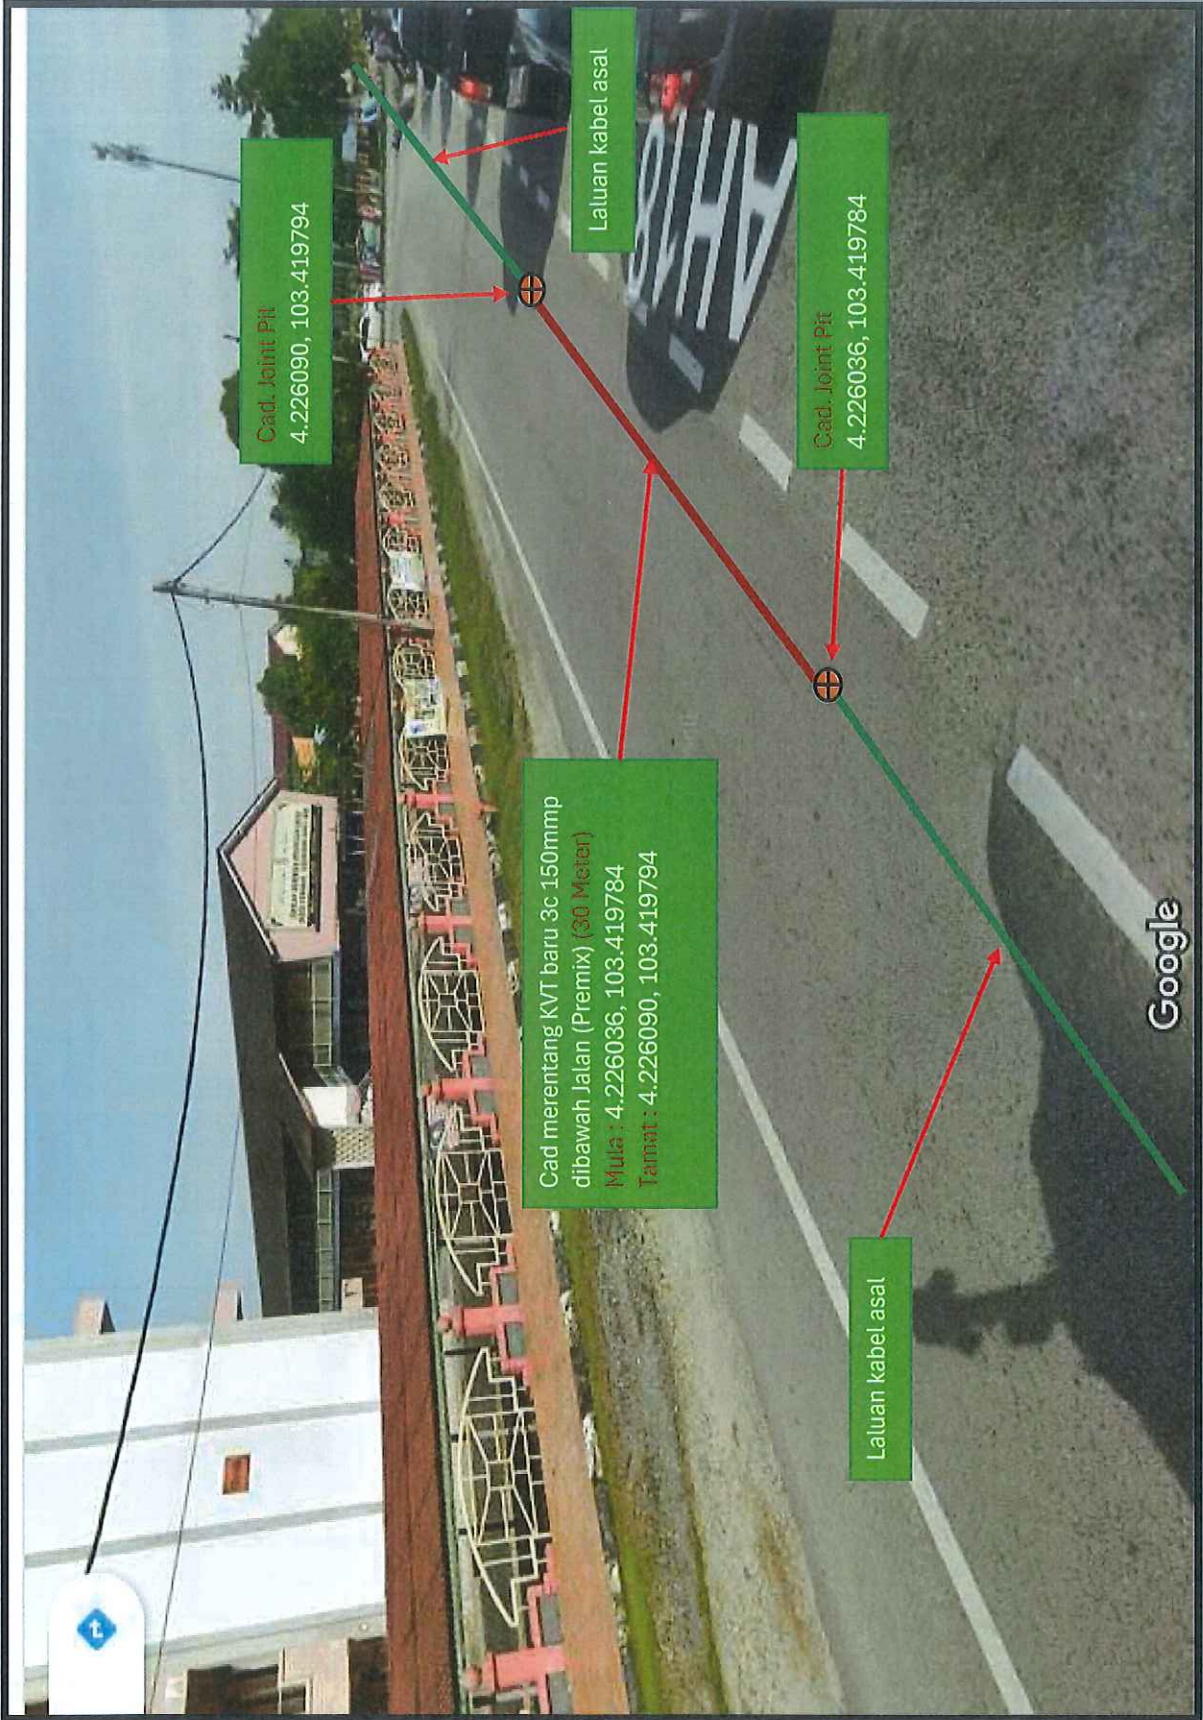 Cad. Joint Pit
4.226090, 103.419794
Laluan kabel asal
AH18
Cad. Joint Pit
4.226036, 103.419784
Cad merentang KVT baru 3c 150mmp
dibawah Jalan (Premix) (30 Meter)
Mula : 4.226036, 103.419784
Tamat : 4.226090, 103.419794
Laluan kabel asal
Google